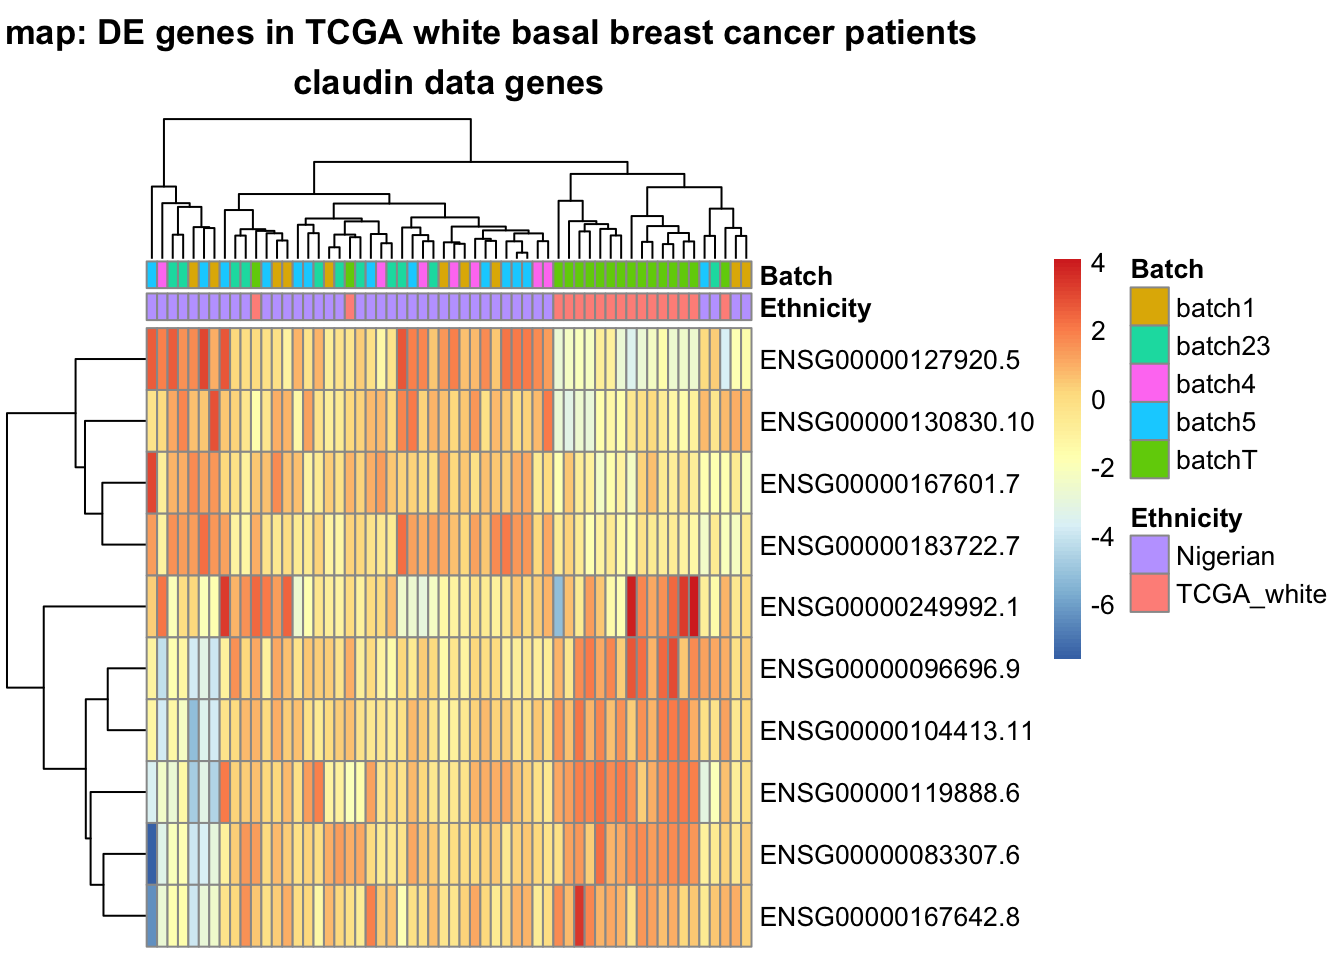 map: DE genes in TCGA white basal breast cancer patients
claudin data genes
Batch
Ethnicity
ENSG00000127920.5
ENSG00000130830.10
ENSG00000167601.7
ENSG00000183722.7
ENSG00000249992.1
ENSG00000096696.9
ENSG00000104413.11
ENSG00000119888.6
ENSG00000083307.6
ENSG00000167642.8
4
2
0
-2
-4
-6
Batch
batch1
batch23
batch4
batch5
batchT
Ethnicity
Nigerian
TCGA_white